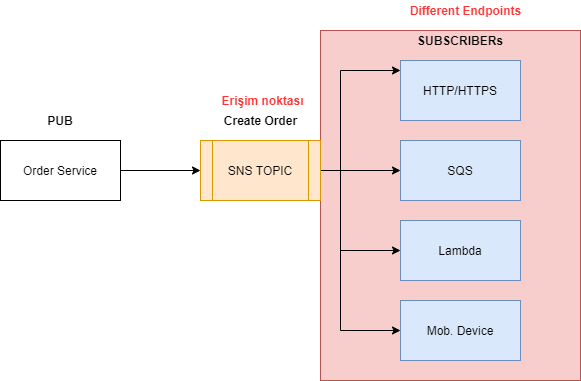 Different Endpoints
SUBSCRIBERs
HTTP/HTTPS
Erişim noktası
PUB
Create Order
Order Service
SNS TOPIC
SQS
Lambda
Mob. Device